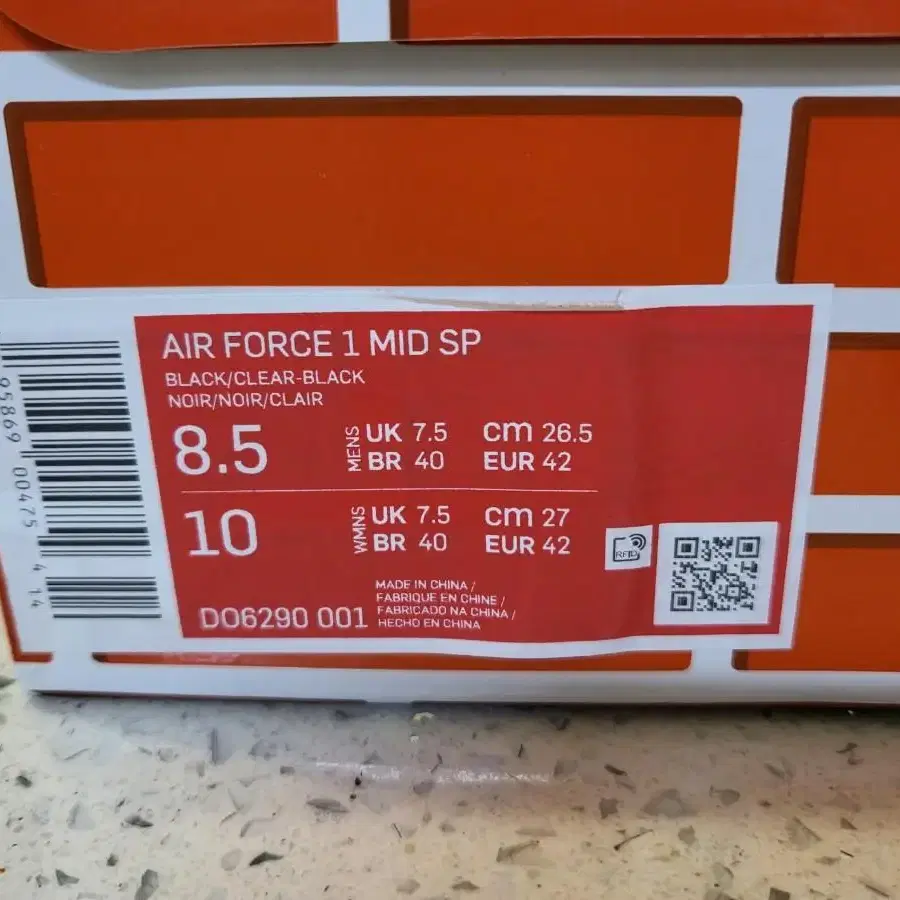 AIR FORCE 1 MID SP
BLACK/CLEAR-BLACK
NOIR/NOIR/CLAIR
8.5 MENS UK 7.5 cm 26.5
BR 40 EUR 42
10 WMNS UK 7.5 cm 27
BR 40 EUR 42
RFID
MADE IN CHINA /
FABRIQUE EN CHINE /
FABRICADO NA CHINA /
HECHO EN CHINA
DO6290 001
95869 00475 4 14